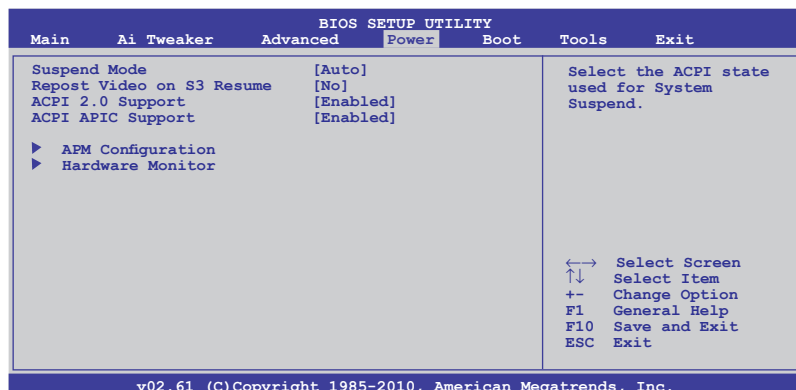 BIOS SETUP UTILITY
Main Ai Tweaker Advanced Power Boot Tools Exit
Suspend Mode [Auto]
Repost Video on S3 Resume [No]
ACPI 2.0 Support [Enabled]
ACPI APIC Support [Enabled]
APM Configuration
Hardware Monitor
Select the ACPI state
used for System
Suspend.
←→ Select Screen
↑↓ Select Item
+- Change Option
F1 General Help
F10 Save and Exit
ESC Exit
v02.61 (C)Copyright 1985-2010, American Megatrends, Inc.